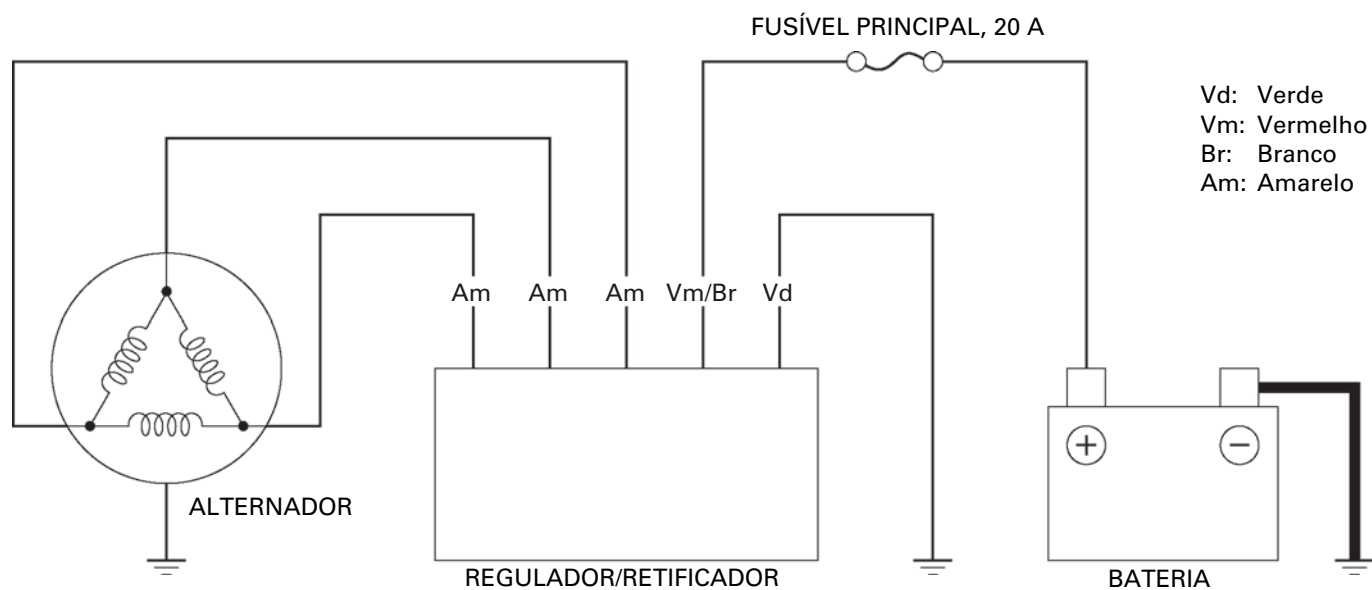 FUSÍVEL PRINCIPAL, 20 A
Vd: Verde
Vm: Vermelho
Br: Branco
Am: Amarelo
Am Am Am Vm/Br Vd
ALTERNADOR
+ −
REGULADOR/RETIFICADOR
BATERIA